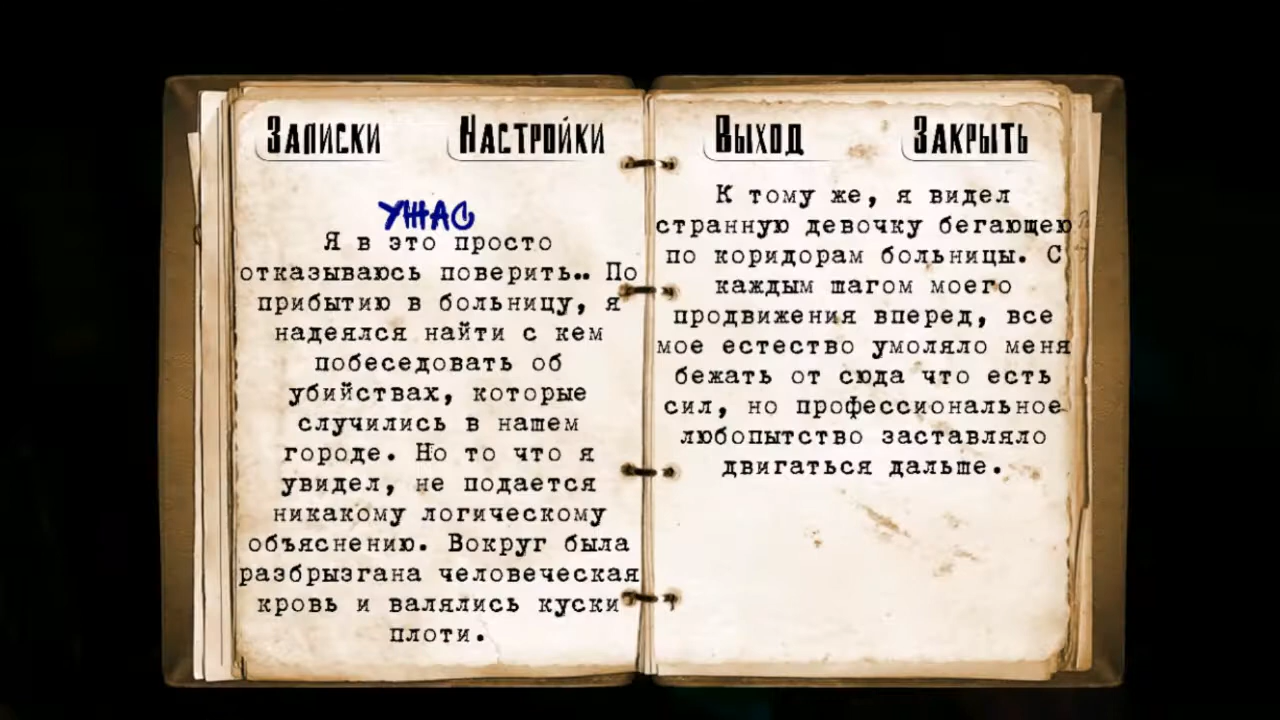 Записки Настройки
УЖАС
Я в это просто
отказываюсь поверить.. По
прибытию в больницу, я
надеялся найти с кем
побеседовать об
убийствах, которые
случились в нашем
городе. Но то что я
увидел, не подается
никакому логическому
объяснению. Вокруг была
разбрызгана человеческая
кровь и валялись куски
плоти.
Выход Закрыть
К тому же, я видел
странную девочку бегающею
по коридорам больницы. С
каждым шагом моего
продвижения вперед, все
мое естество умоляло меня
бежать от сюда что есть
сил, но профессиональное
любопытство заставляло
двигаться дальше.